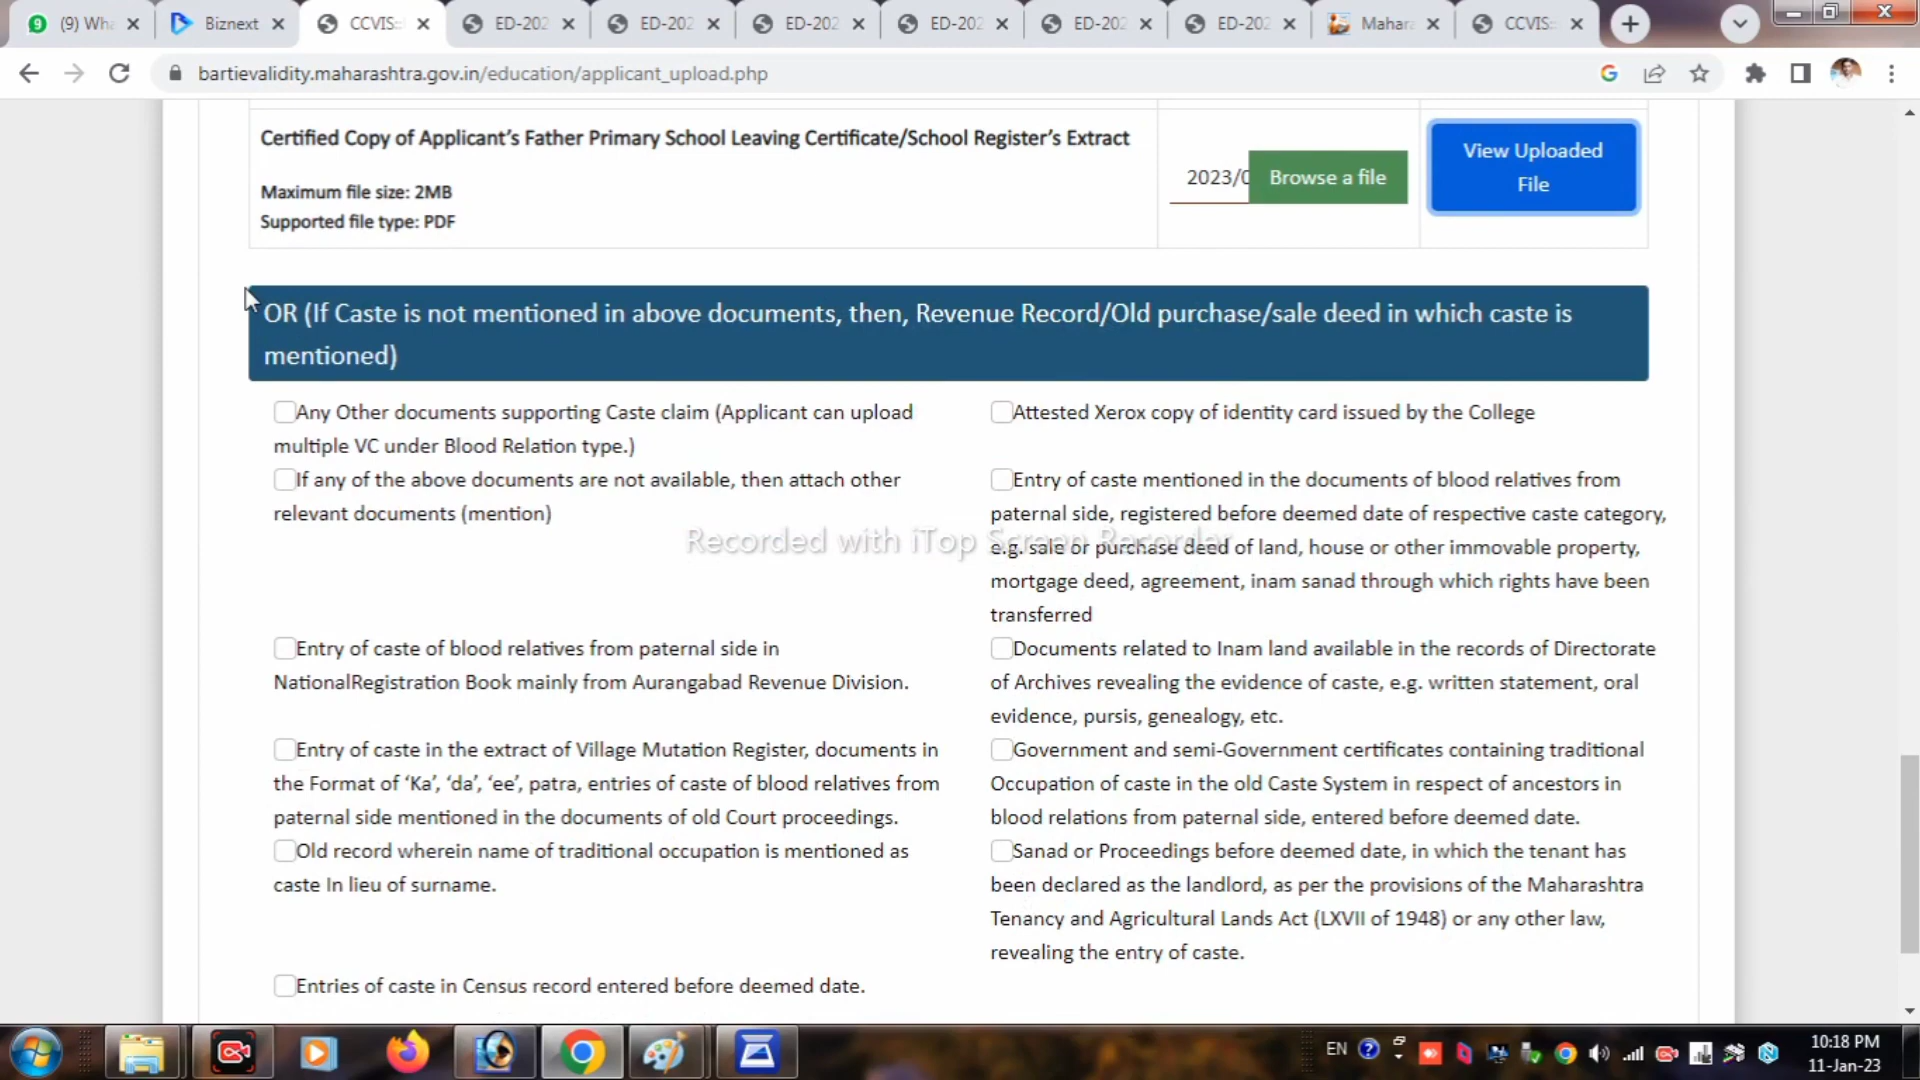 (9) Wha
Biznext
CCVIS::
ED-202
ED-202
ED-202
ED-202
ED-202
ED-202
Mahar
CCVIS:
bartievalidity.maharashtra.gov.in/education/applicant_upload.php
Certified Copy of Applicant's Father Primary School Leaving Certificate/School Register's Extract
Maximum file size: 2MB
Supported file type: PDF
2023/0
Browse a file
View Uploaded
File
OR (If Caste is not mentioned in above documents, then, Revenue Record/Old purchase/sale deed in which caste is
mentioned)
Any Other documents supporting Caste claim (Applicant can upload
multiple VC under Blood Relation type.)
Attested Xerox copy of identity card issued by the College
If any of the above documents are not available, then attach other
relevant documents (mention)
Entry of caste mentioned in the documents of blood relatives from
paternal side, registered before deemed date of respective caste category,
e.g. sale or purchase deed of land, house or other immovable property,
mortgage deed, agreement, inam sanad through which rights have been
transferred
Recorded with iTop Screen Recorder
Entry of caste of blood relatives from paternal side in
NationalRegistration Book mainly from Aurangabad Revenue Division.
Documents related to Inam land available in the records of Directorate
of Archives revealing the evidence of caste, e.g. written statement, oral
evidence, pursis, genealogy, etc.
Entry of caste in the extract of Village Mutation Register, documents in
the Format of ‘Ka’, ‘da’, ‘ee’, patra, entries of caste of blood relatives from
paternal side mentioned in the documents of old Court proceedings.
Government and semi-Government certificates containing traditional
Occupation of caste in the old Caste System in respect of ancestors in
blood relations from paternal side, entered before deemed date.
Old record wherein name of traditional occupation is mentioned as
caste In lieu of surname.
Sanad or Proceedings before deemed date, in which the tenant has
been declared as the landlord, as per the provisions of the Maharashtra
Tenancy and Agricultural Lands Act (LXVII of 1948) or any other law,
revealing the entry of caste.
Entries of caste in Census record entered before deemed date.
EN
10:18 PM
11-Jan-23